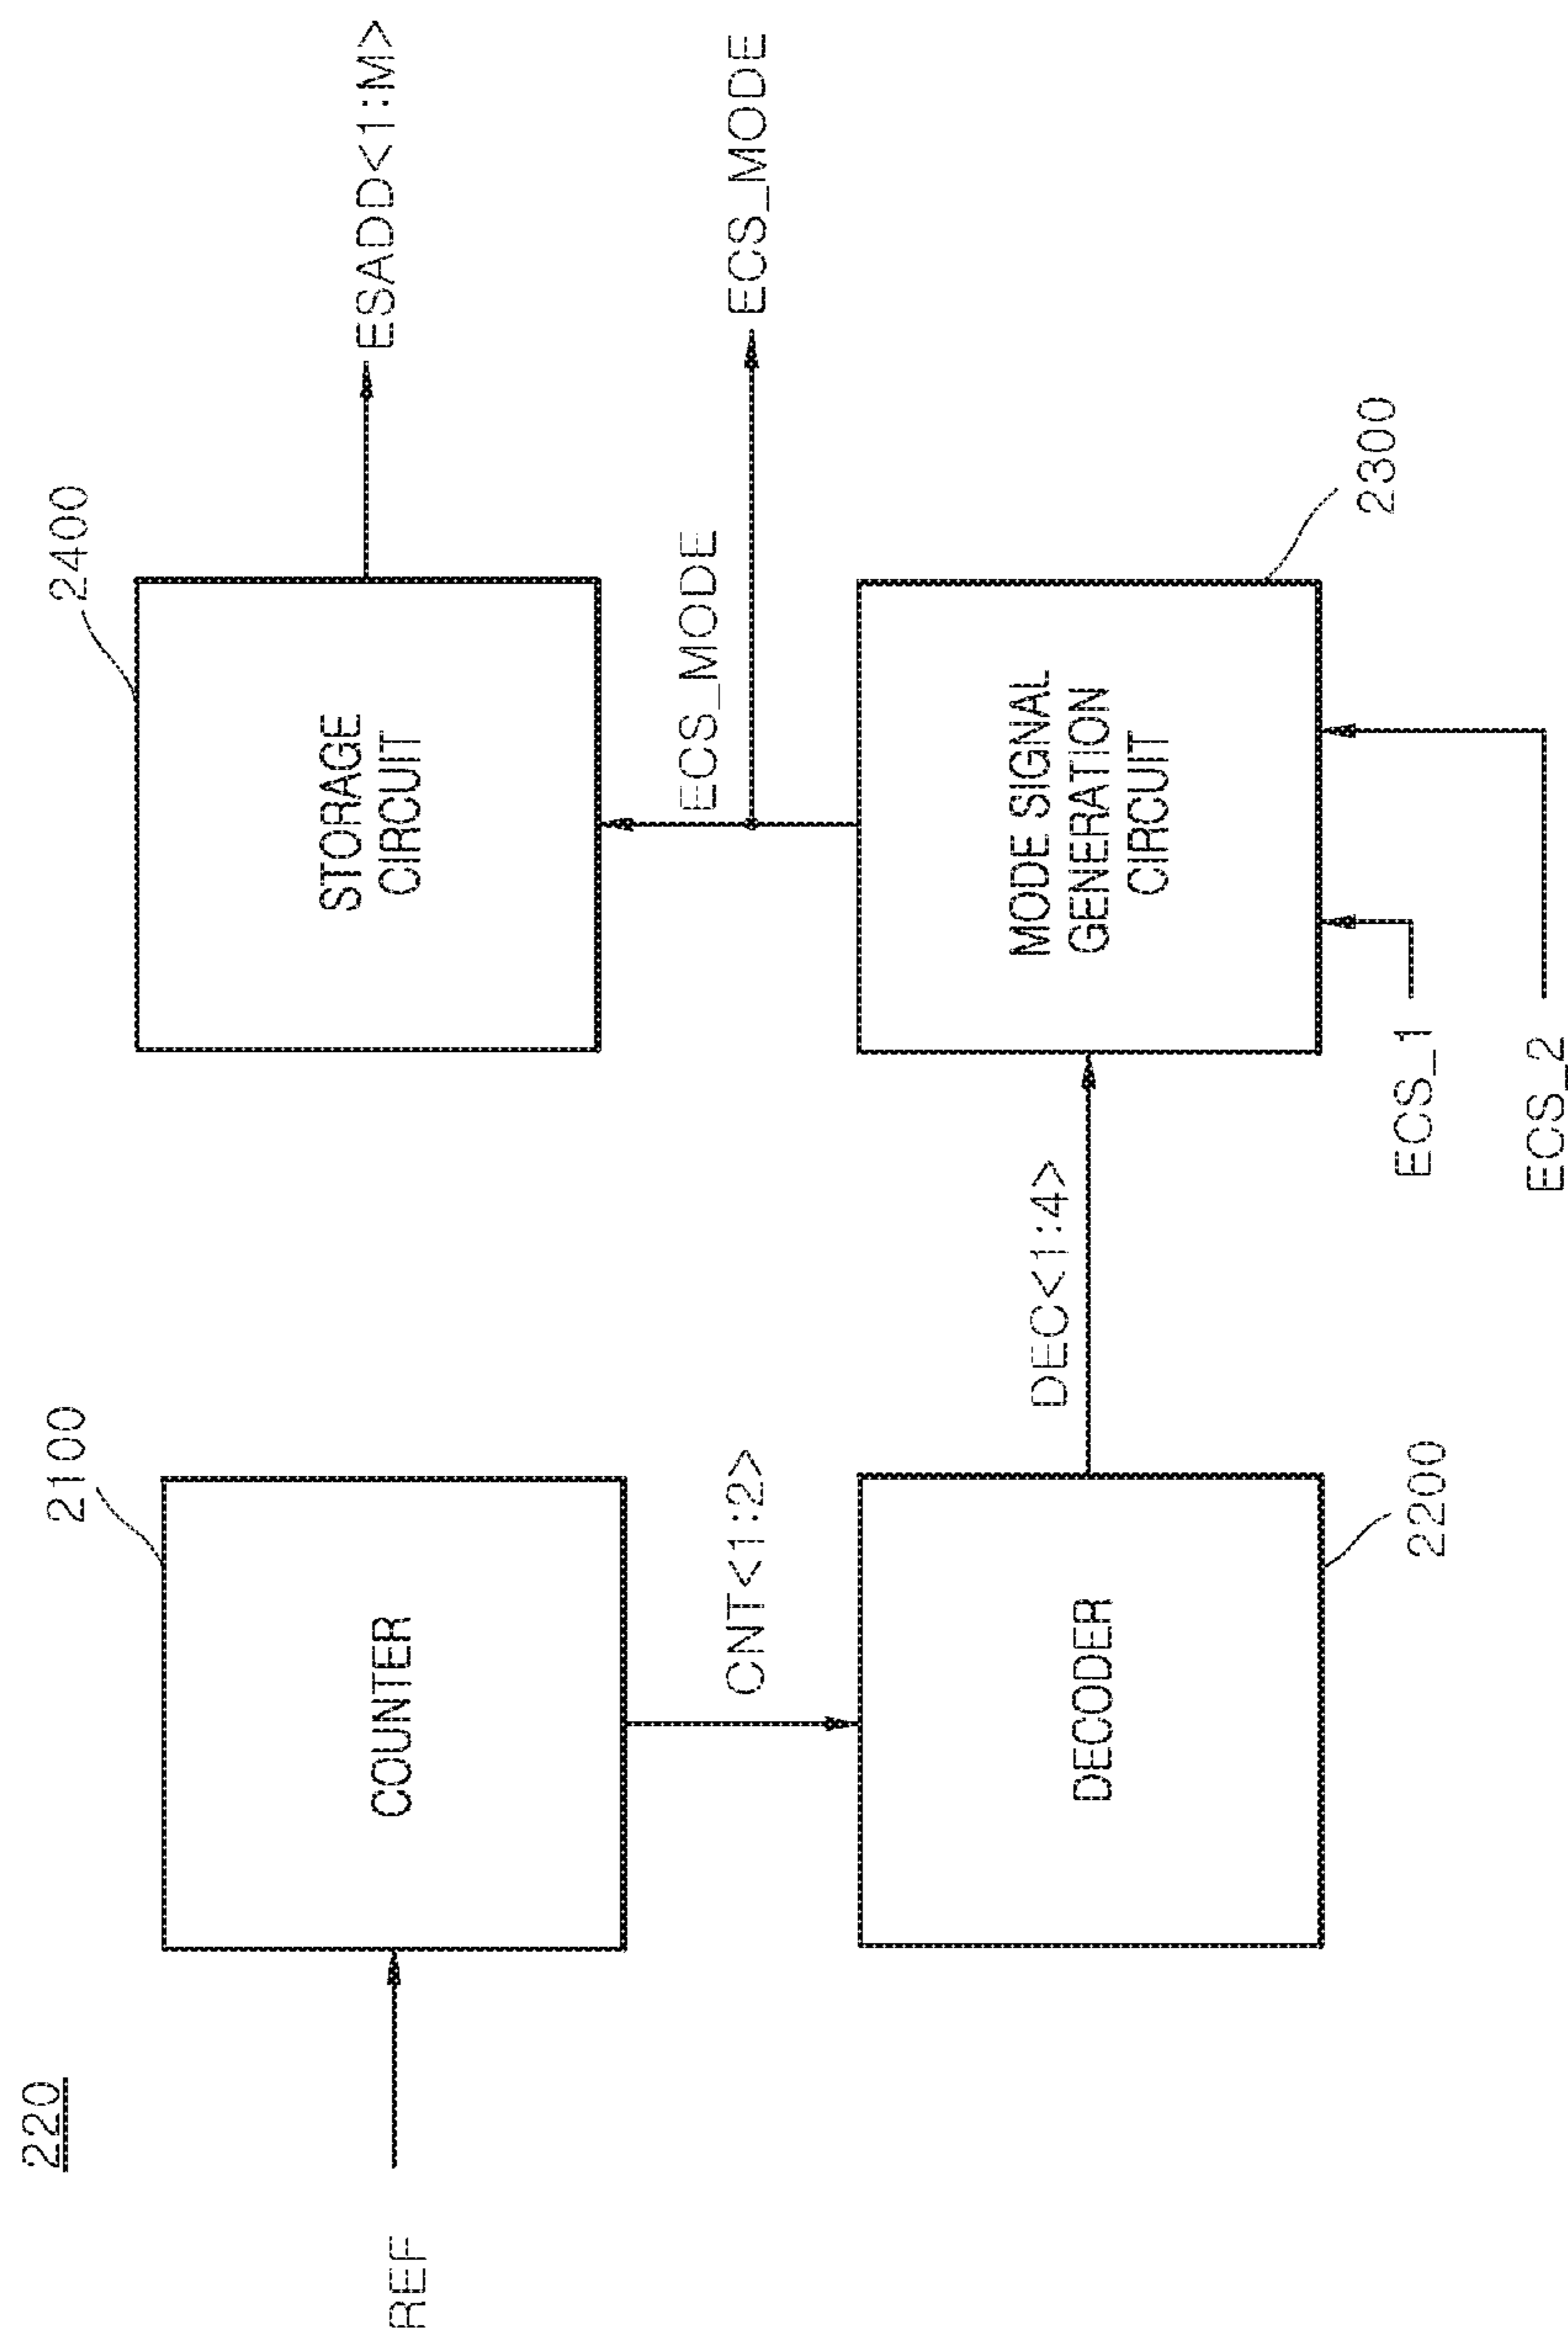 220
2100
2400
REF
COUNTER
STORAGE
CIRCUIT
ESADD<1:M>
CNT<1:2>
ECS_MODE
ECS_MODE
DECODER
DEC<1:4>
MODE SIGNAL
GENERATION
CIRCUIT
2200
2300
ECS_1
ECS_2